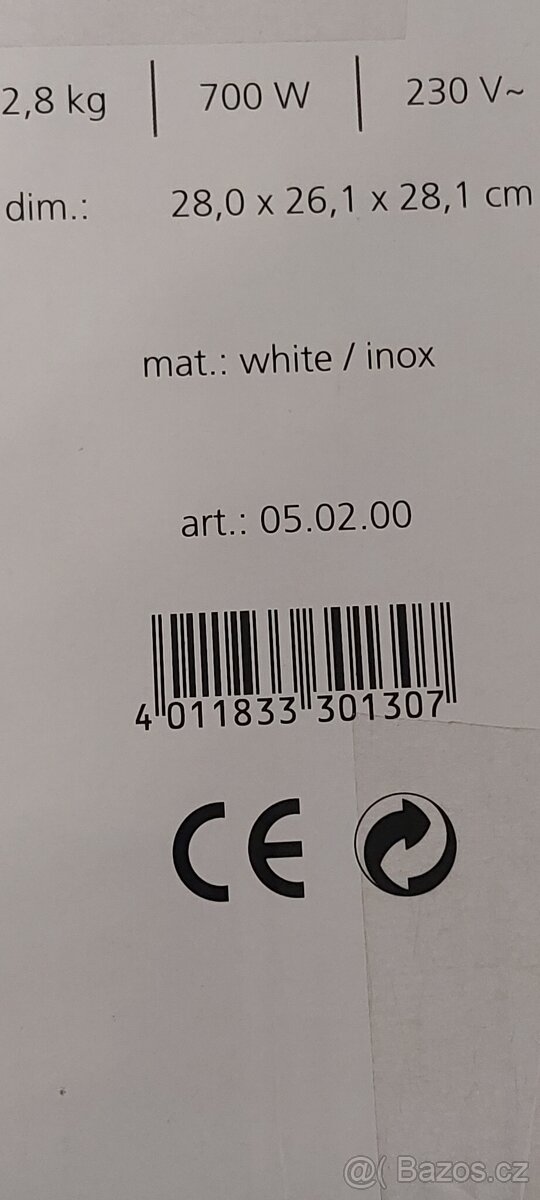 2,8 kg | 700 W | 230 V~
dim.: 28,0 x 26,1 x 28,1 cm
mat.: white / inox
art.: 05.02.00
4 011833 301307
CE
@( Bazos.cz